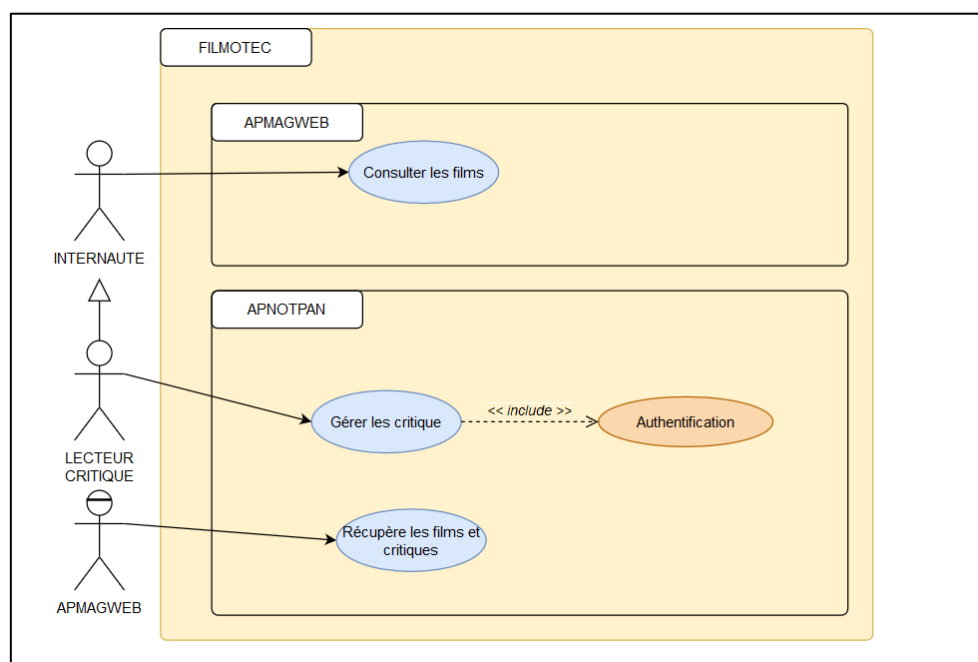 FILMOTEC
APMAGWEB
Consulter les films
INTERNAUTE
APNOTPAN
Gérer les critique
<< include >>
Authentification
LECTEUR
CRITIQUE
Récupère les films et
critiques
APMAGWEB